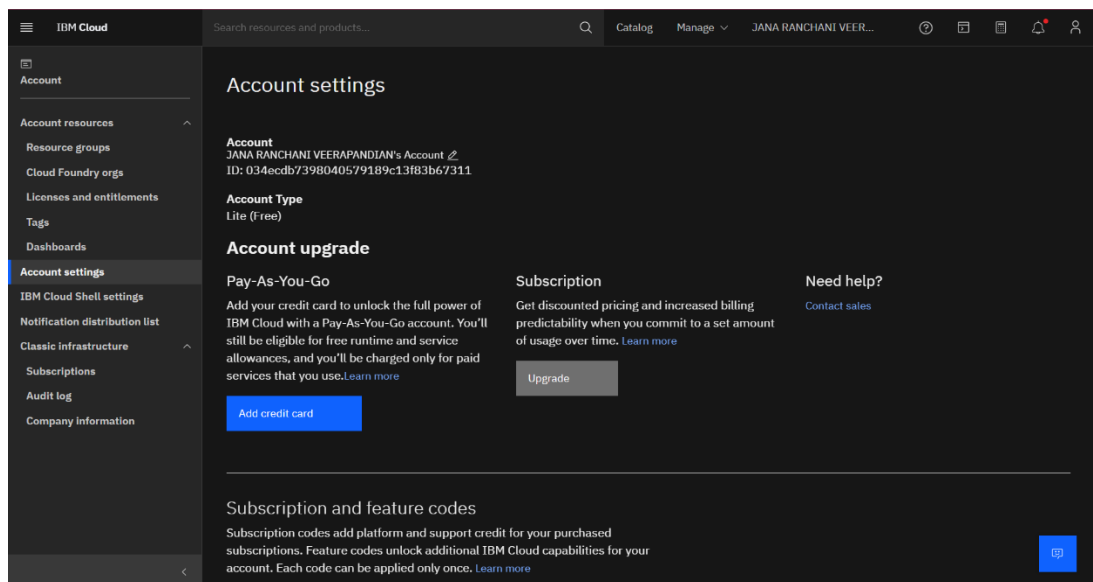 IBM Cloud
Search resources and products...
Catalog
Manage
JANA RANCHANI VEER...
Account
Account resources
Resource groups
Cloud Foundry orgs
Licenses and entitlements
Tags
Dashboards
Account settings
IBM Cloud Shell settings
Notification distribution list
Classic infrastructure
Subscriptions
Audit log
Company information
Account settings
Account
JANA RANCHANI VEERAPANDIAN's Account
ID: 034ecdb7398040579189c13f83b67311
Account Type
Lite (Free)
Account upgrade
Pay-As-You-Go
Add your credit card to unlock the full power of
IBM Cloud with a Pay-As-You-Go account. You'll
still be eligible for free runtime and service
allowances, and you'll be charged only for paid
services that you use.Learn more
Add credit card
Subscription
Get discounted pricing and increased billing
predictability when you commit to a set amount
of usage over time. Learn more
Upgrade
Need help?
Contact sales
Subscription and feature codes
Subscription codes add platform and support credit for your purchased
subscriptions. Feature codes unlock additional IBM Cloud capabilities for your
account. Each code can be applied only once. Learn more